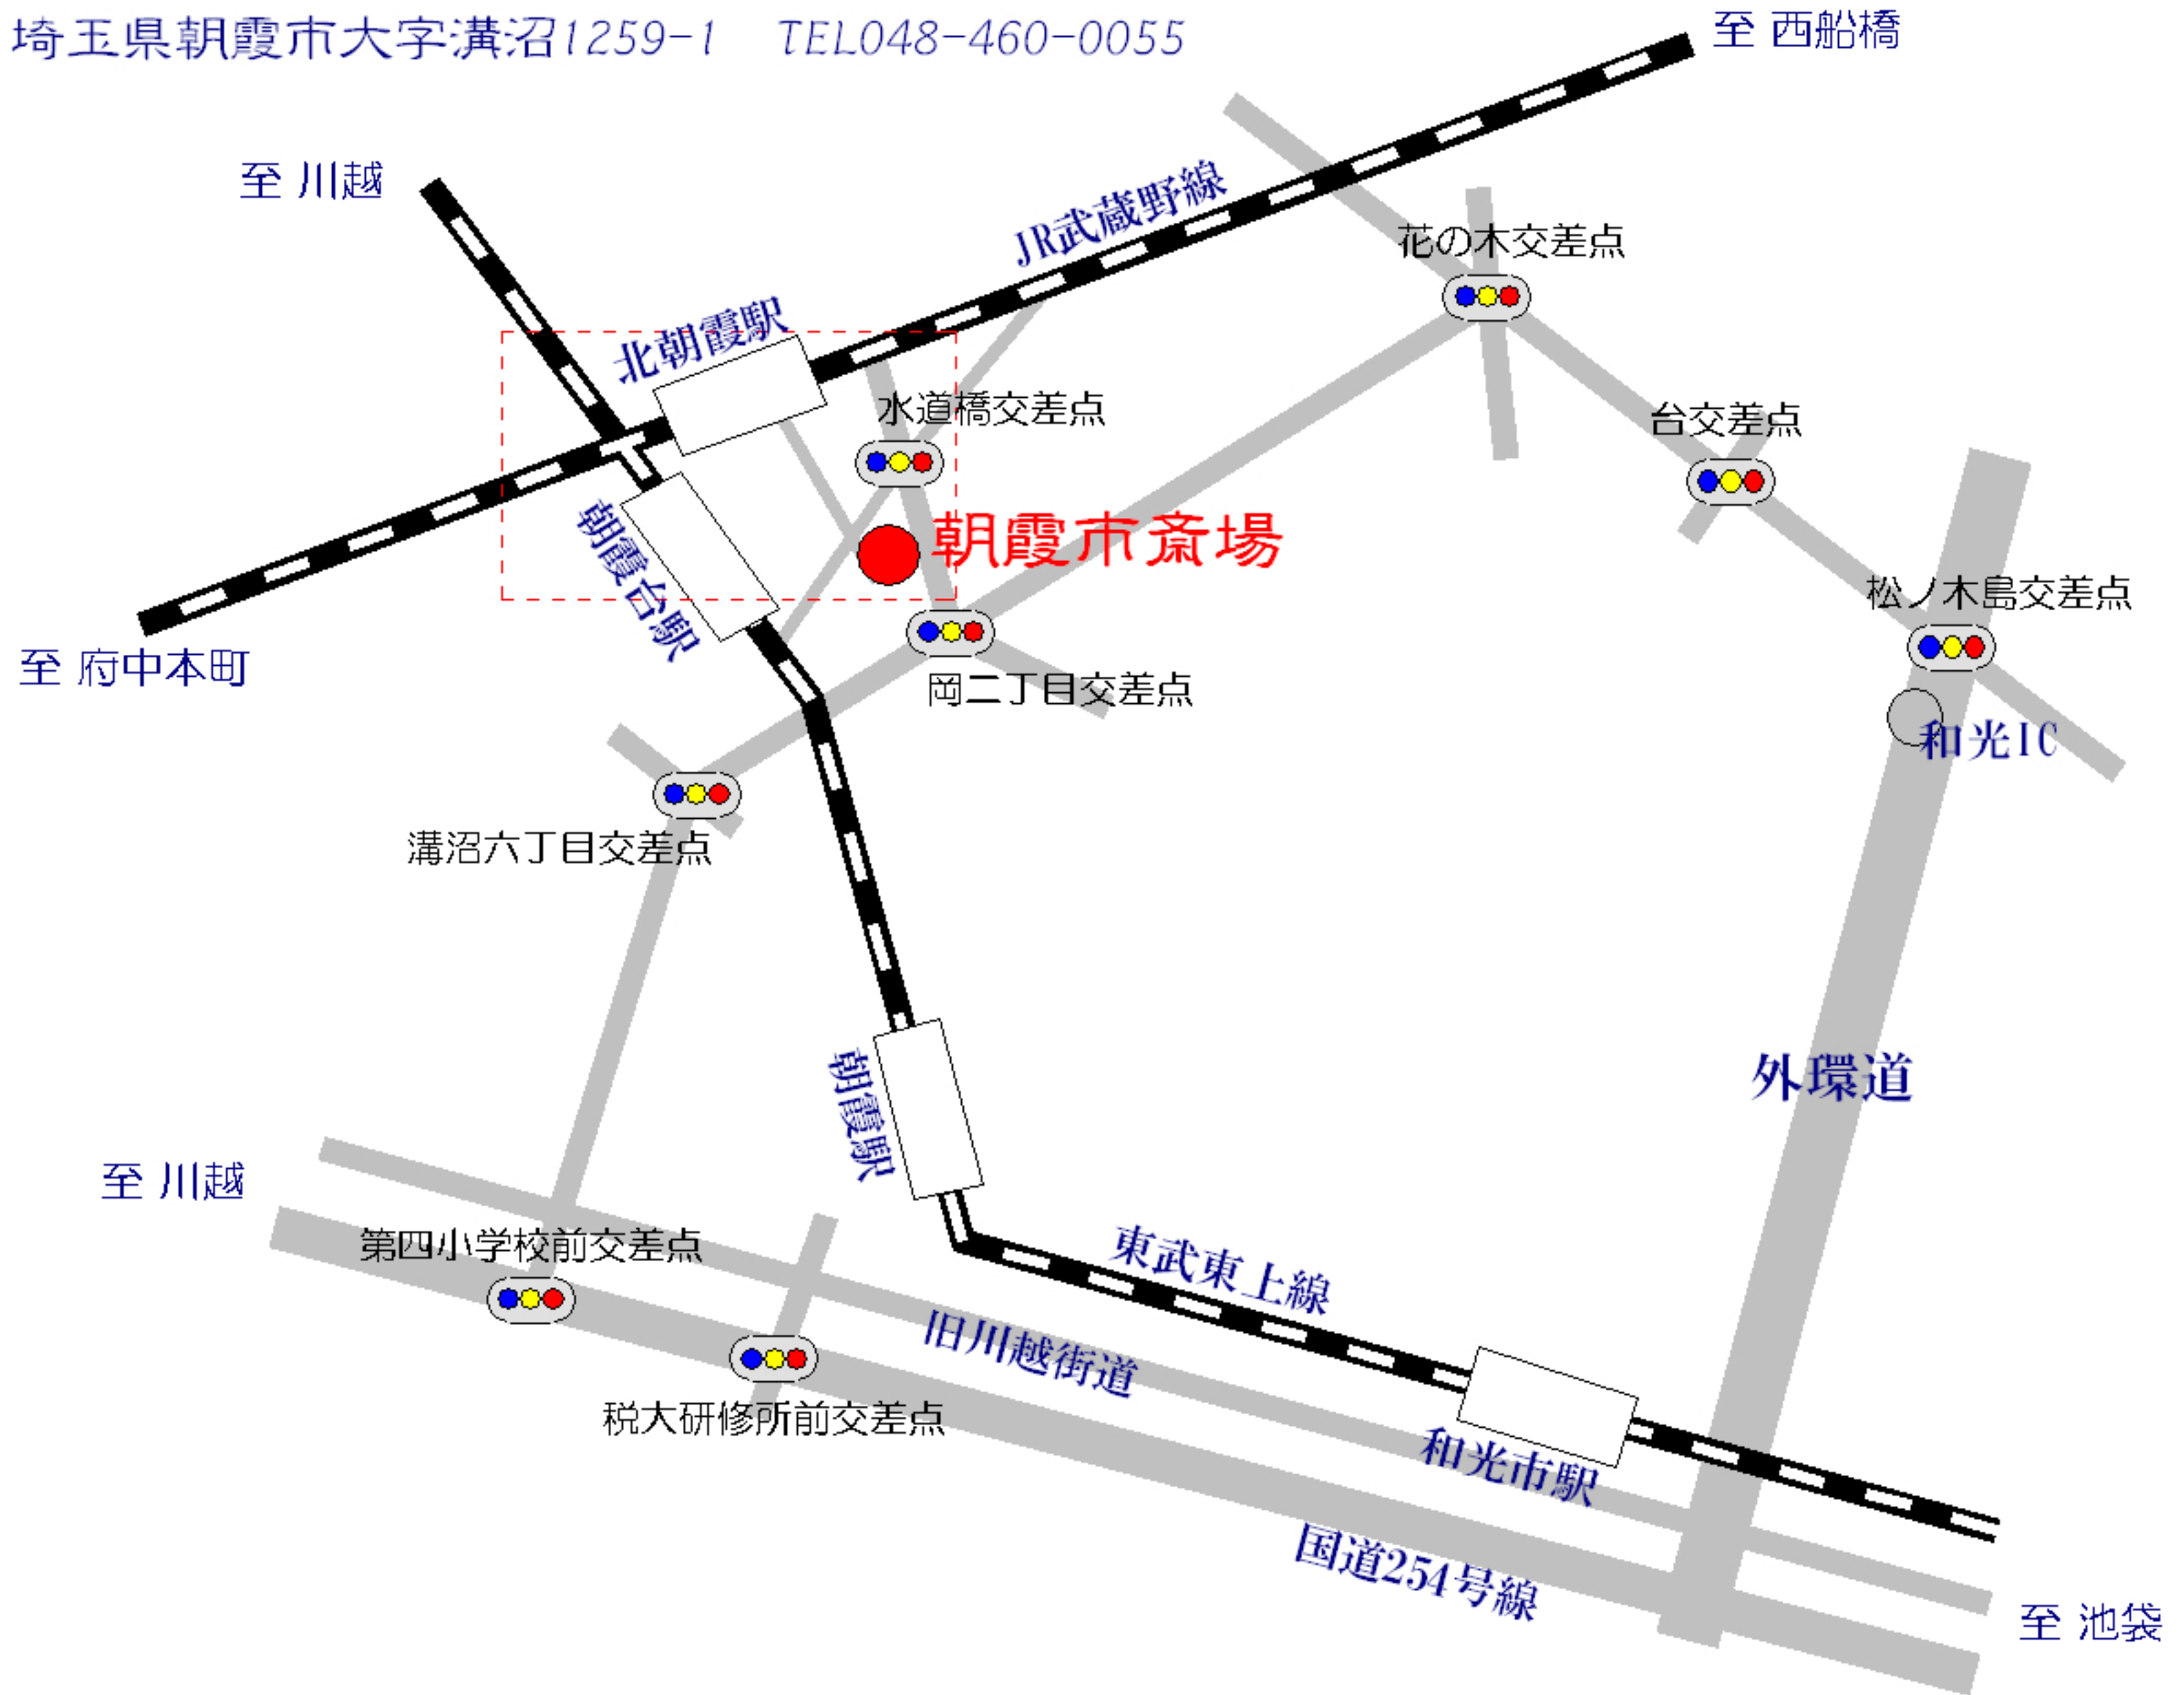 埼玉県朝霞市大字溝沼1259-1　TEL048-460-0055
至 西船橋
至 川越
JR武蔵野線
花の木交差点
北朝霞駅
水道橋交差点
台交差点
朝霞市斎場
朝霞台駅
松ノ木島交差点
至 府中本町
岡二丁目交差点
和光IC
溝沼六丁目交差点
朝霞駅
外環道
至 川越
第四小学校前交差点
東武東上線
旧川越街道
税大研修所前交差点
和光市駅
国道254号線
至 池袋